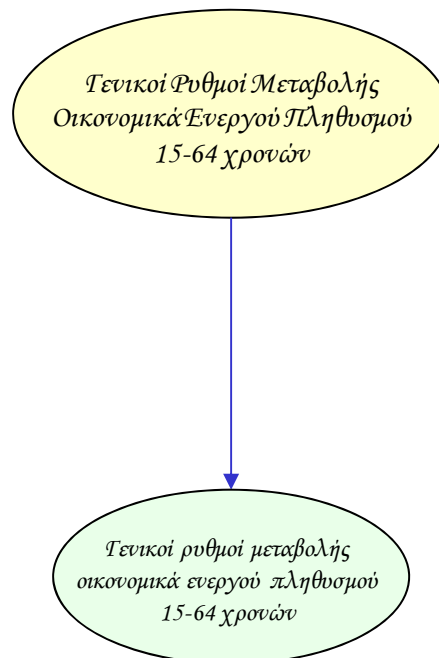 Γενικοί Ρυθμοί Μεταβολής
Οικονομικά Ενεργού Πληθυσμού
15-64 χρονών
Γενικοί ρυθμοί μεταβολής
οικονομικά ενεργού πληθυσμού
15-64 χρονών